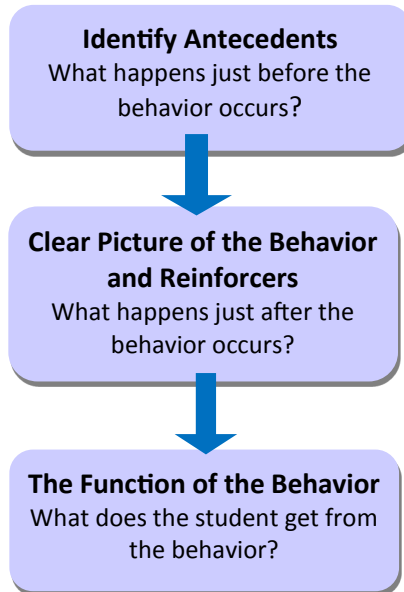 Identify Antecedents
What happens just before the
behavior occurs?
Clear Picture of the Behavior
and Reinforcers
What happens just after the
behavior occurs?
The Function of the Behavior
What does the student get from
the behavior?